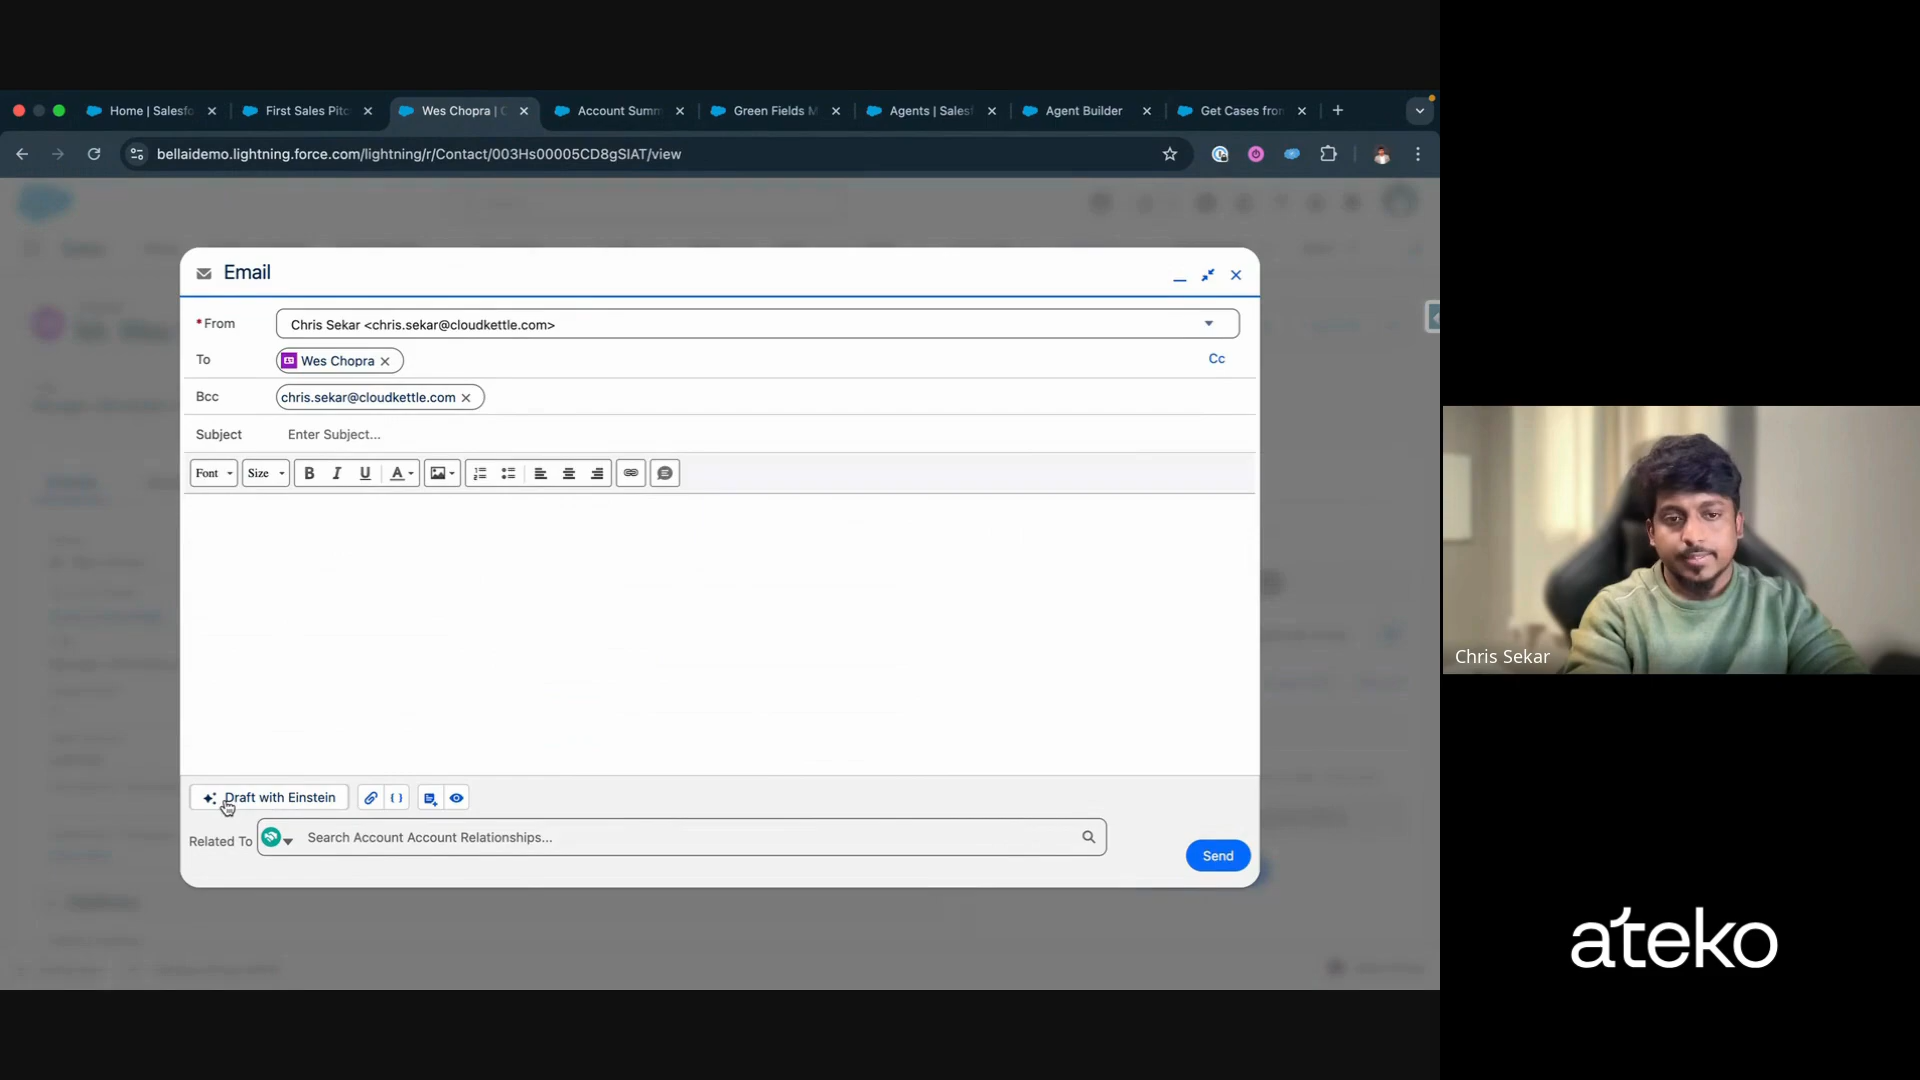 Home | Salesfo
First Sales Pitc
Wes Chopra | C
Account Summ
Green Fields M
Agents | Salesf
Agent Builder
Get Cases from
bellaidemo.lightning.force.com/lightning/r/Contact/003Hs00005CD8gSIAT/view
Email
*From
Chris Sekar <chris.sekar@cloudkettle.com>
To
Wes Chopra
Cc
Bcc
chris.sekar@cloudkettle.com
Subject
Enter Subject...
Font
Size
B
I
U
A
Draft with Einstein
Related To
Search Account Account Relationships...
Send
Chris Sekar
ateko